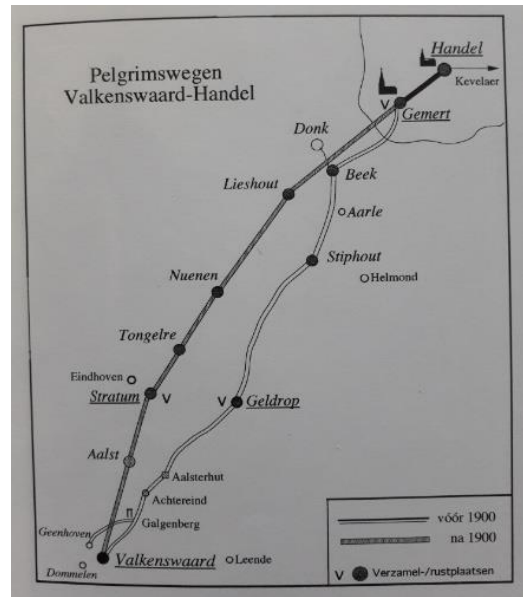 Pelgrimswegen
Valkenswaard-Handel
Handel
Kevelaer
V
Gemert
Donk
Beek
Lieshout
Aarle
Stiphout
Helmond
Nuenen
Tongelre
Eindhoven
Stratum V
V Geldrop
Aalst
Aalsterhut
Achtereind
Galgenberg
Geenhoven
Valkenswaard
Leende
Dommelen
vóór 1900
na 1900
V Verzamel-/rustplaatsen